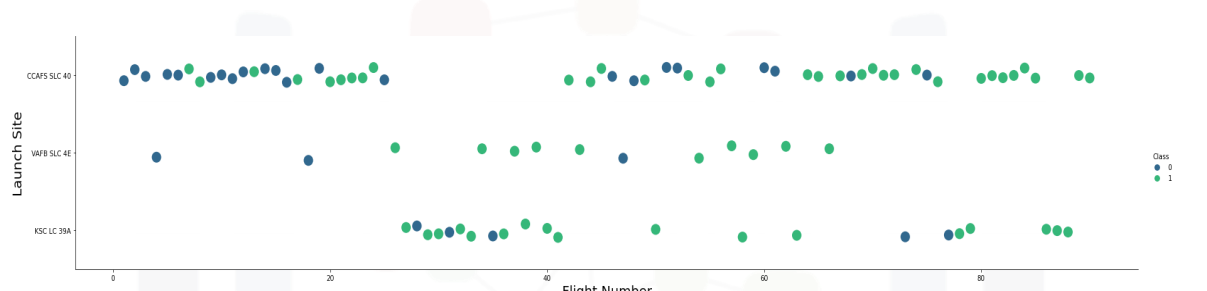 CCAFS SLC 40
VAFB SLC 4E
KSC LC 39A
Launch Site
0 20 40 60 80
Flight Number
Class
0
1